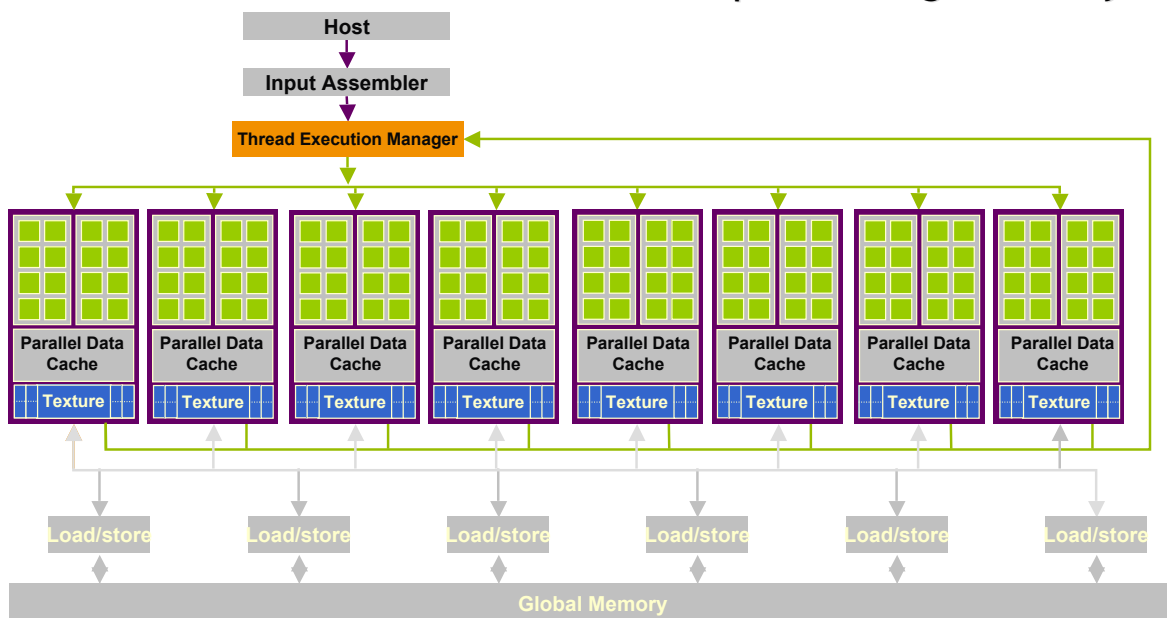 Host
Input Assembler
Thread Execution Manager
Parallel Data
Cache
Parallel Data
Cache
Parallel Data
Cache
Parallel Data
Cache
Parallel Data
Cache
Parallel Data
Cache
Parallel Data
Cache
Parallel Data
Cache
Texture
Texture
Texture
Texture
Texture
Texture
Texture
Texture
Load/store
Load/store
Load/store
Load/store
Load/store
Load/store
Global Memory